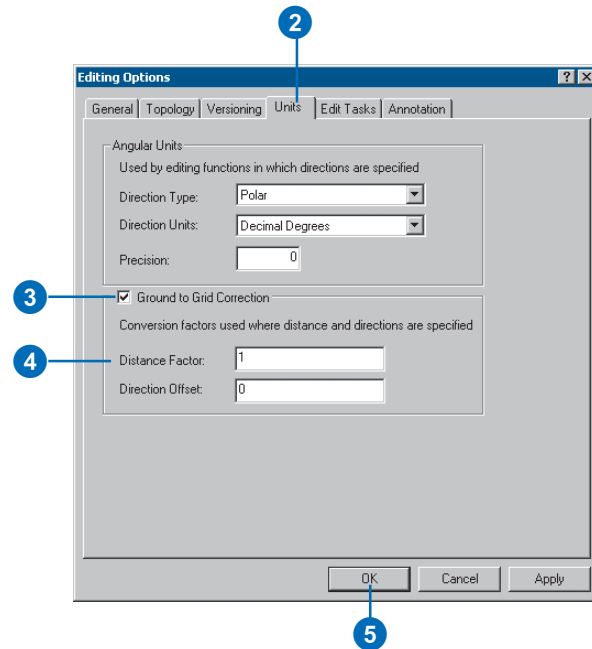 2
Editing Options
General Topology Versioning Units Edit Tasks Annotation
Angular Units
Used by editing functions in which directions are specified
Direction Type: Polar
Direction Units: Decimal Degrees
Precision: 0
3 Ground to Grid Correction
Conversion factors used where distance and directions are specified
4 Distance Factor: 1
Direction Offset: 0
OK Cancel Apply
5